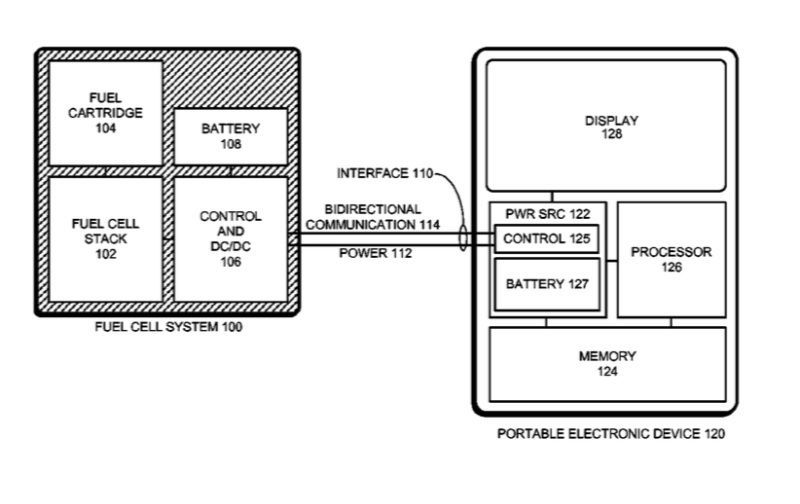 FUEL
CARTRIDGE
104
BATTERY
108
FUEL CELL
STACK
102
CONTROL
AND
DC/DC
106
FUEL CELL SYSTEM 100
INTERFACE 110
BIDIRECTIONAL
COMMUNICATION 114
POWER 112
DISPLAY
128
PWR SRC 122
CONTROL 125
BATTERY 127
PROCESSOR
126
MEMORY
124
PORTABLE ELECTRONIC DEVICE 120